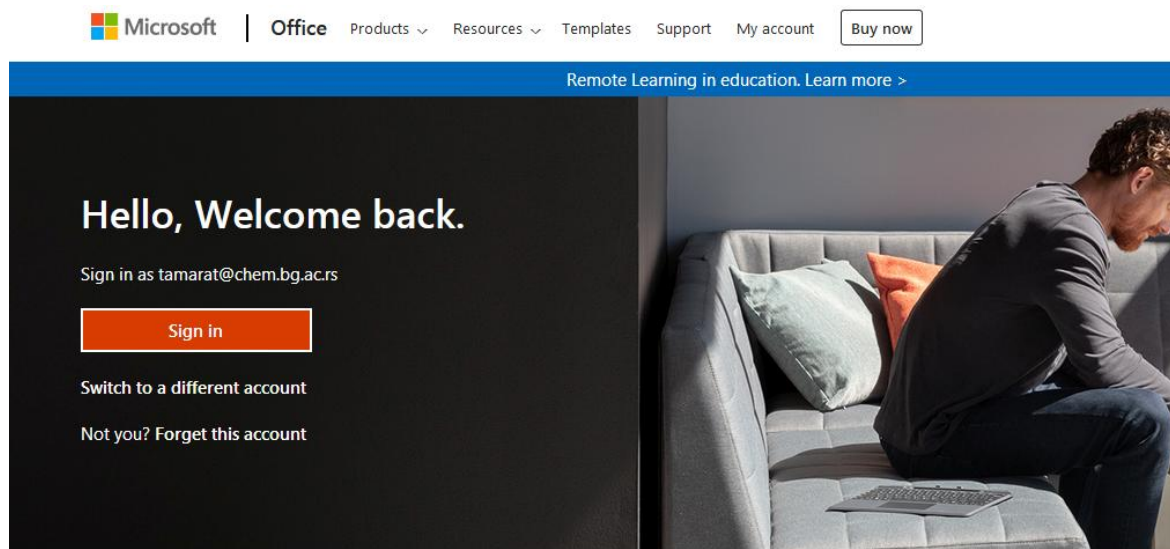 Microsoft | Office Products Resources Templates Support My account Buy now
Remote Learning in education. Learn more >
Hello, Welcome back.
Sign in as tamarat@chem.bg.ac.rs
Sign in
Switch to a different account
Not you? Forget this account